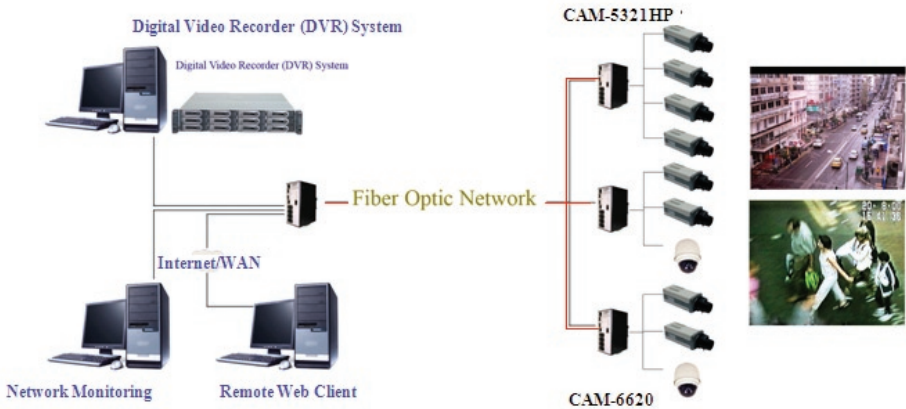 CAM-5321HP
Digital Video Recorder (DVR) System
Digital Video Recorder (DVR) System
Fiber Optic Network
Internet/WAN
Network Monitoring
Remote Web Client
CAM-6620